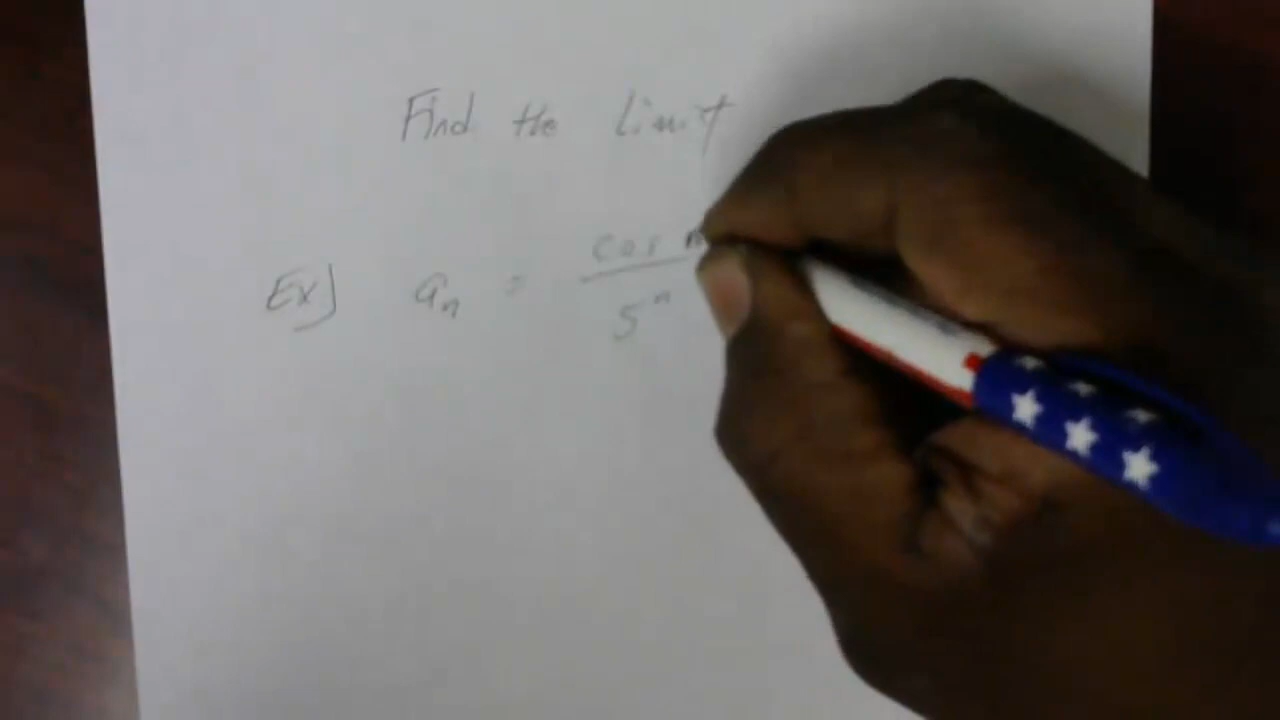 Find the Limit
Ex) aₙ = cos n / 5ⁿ